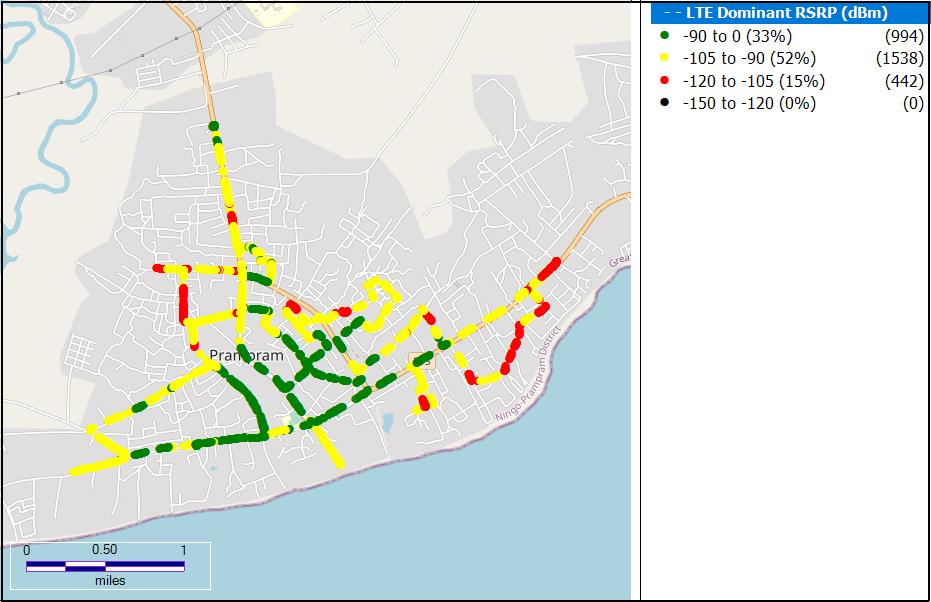 - - LTE Dominant RSRP (dBm)
-90 to 0 (33%) (994)
-105 to -90 (52%) (1538)
-120 to -105 (15%) (442)
-150 to -120 (0%) (0)
Grea
Prampram
Ningo-Prampram District
0 0.50 1
miles